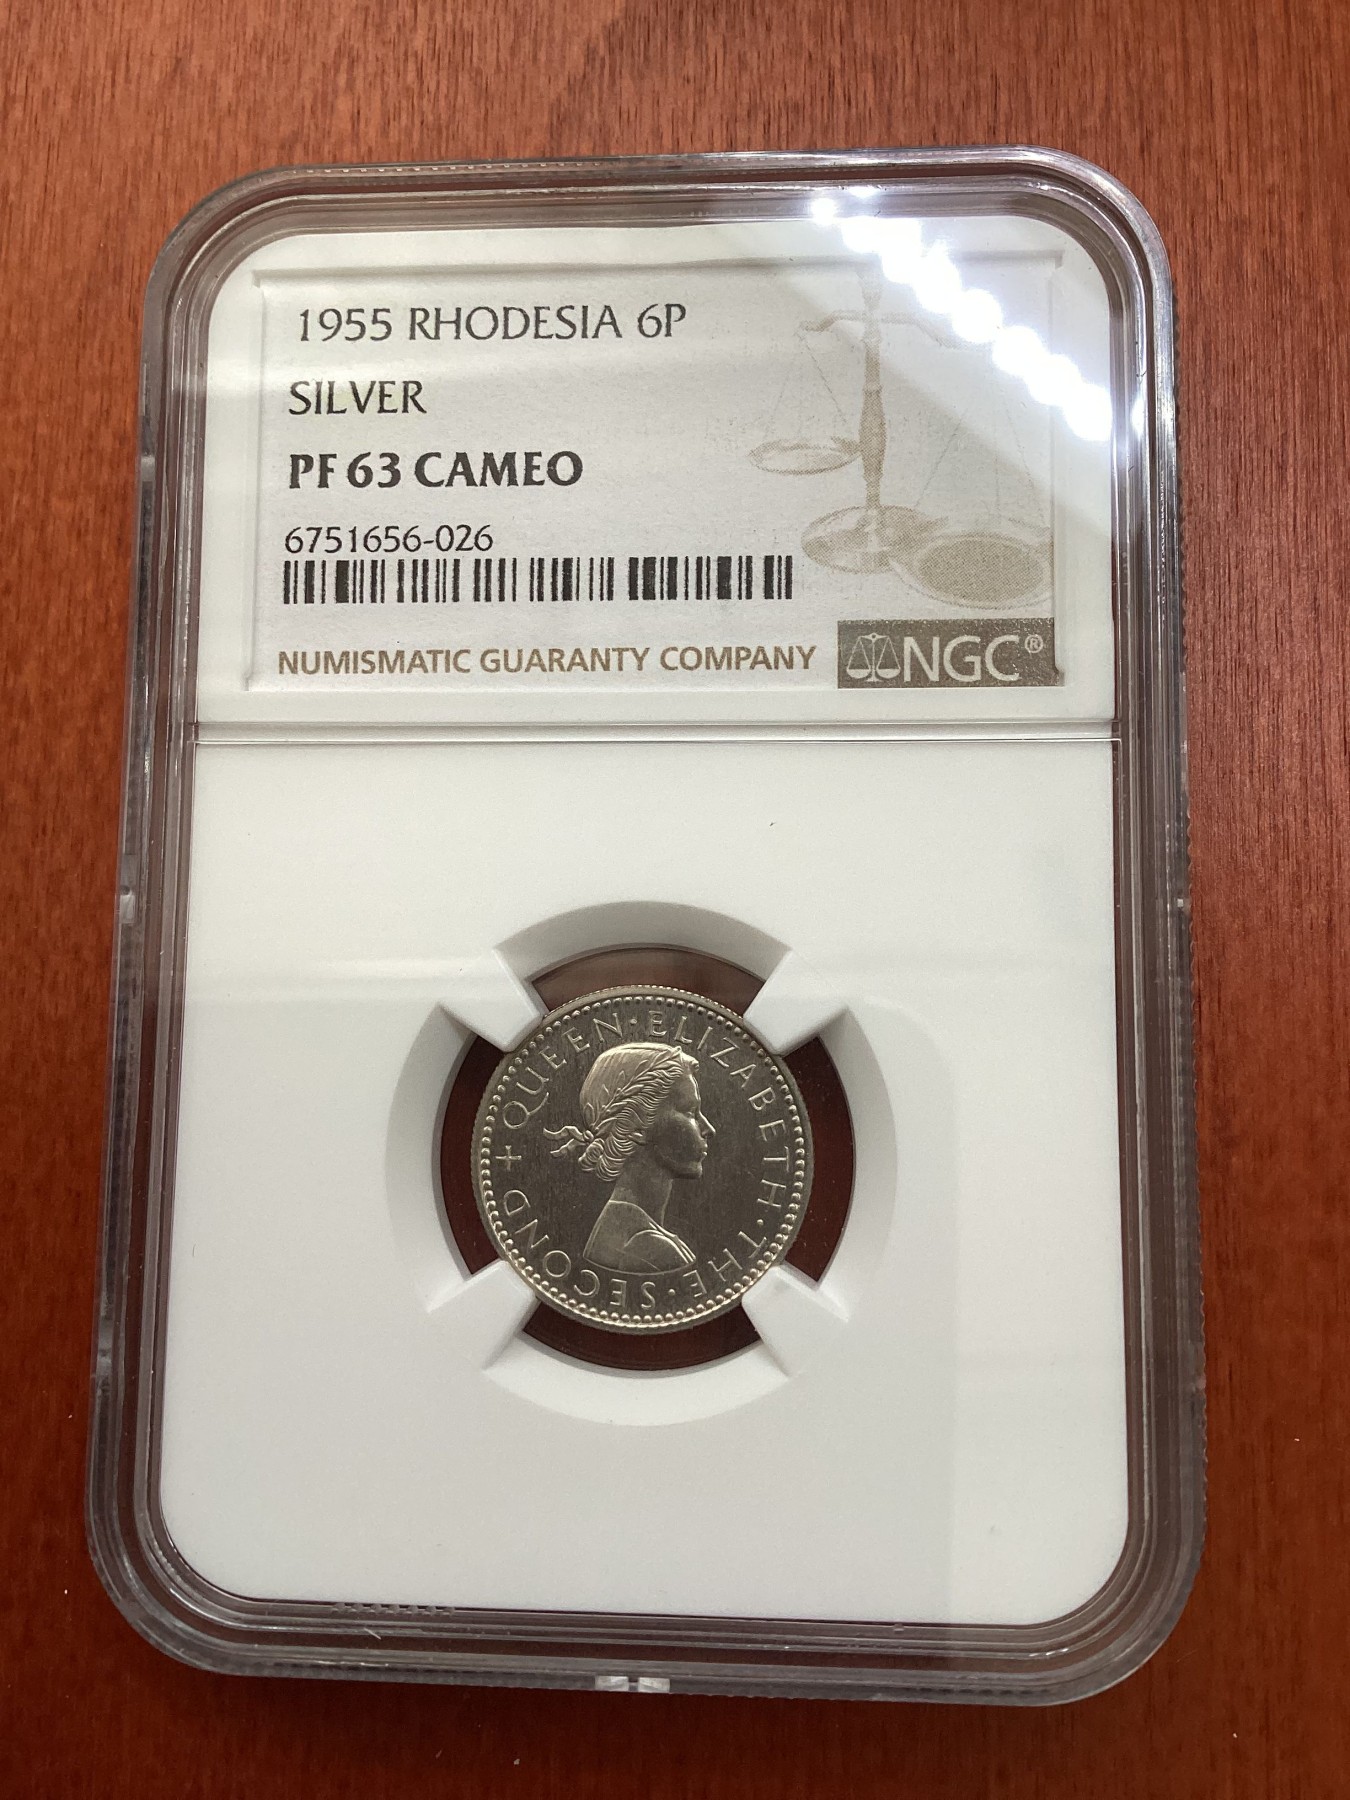 1955 RHODESIA 6P
SILVER
PF 63 CAMEO
6751656-026
NUMISMATIC GUARANTY COMPANY NGC®
+ QUEEN · ELIZABETH · THE · SECOND